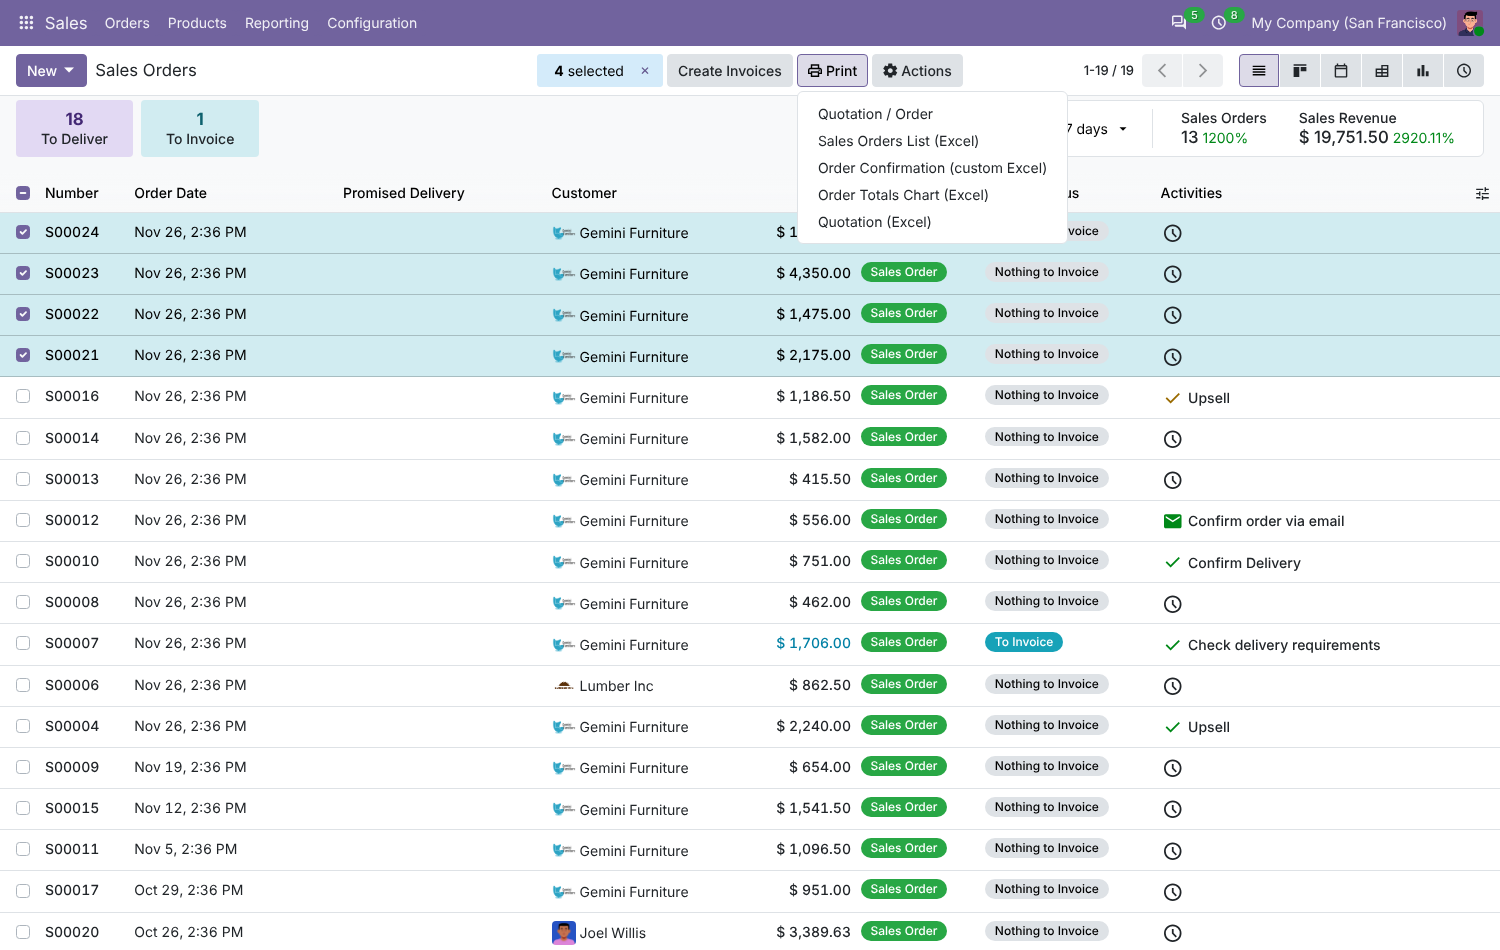 Sales Orders Products Reporting Configuration 5 8 My Company (San Francisco)
New Sales Orders 4 selected × Create Invoices Print Actions 1-19 / 19
18 To Deliver
1 To Invoice
Quotation / Order
Sales Orders List (Excel)
Order Confirmation (custom Excel)
Order Totals Chart (Excel)
Quotation (Excel)
7 days
Sales Orders
13 1200%
Sales Revenue
$ 19,751.50 2920.11%
Number Order Date Promised Delivery Customer us Activities
S00024 Nov 26, 2:36 PM Gemini Furniture $ 1 voice
S00023 Nov 26, 2:36 PM Gemini Furniture $ 4,350.00 Sales Order Nothing to Invoice
S00022 Nov 26, 2:36 PM Gemini Furniture $ 1,475.00 Sales Order Nothing to Invoice
S00021 Nov 26, 2:36 PM Gemini Furniture $ 2,175.00 Sales Order Nothing to Invoice
S00016 Nov 26, 2:36 PM Gemini Furniture $ 1,186.50 Sales Order Nothing to Invoice Upsell
S00014 Nov 26, 2:36 PM Gemini Furniture $ 1,582.00 Sales Order Nothing to Invoice
S00013 Nov 26, 2:36 PM Gemini Furniture $ 415.50 Sales Order Nothing to Invoice
S00012 Nov 26, 2:36 PM Gemini Furniture $ 556.00 Sales Order Nothing to Invoice Confirm order via email
S00010 Nov 26, 2:36 PM Gemini Furniture $ 751.00 Sales Order Nothing to Invoice Confirm Delivery
S00008 Nov 26, 2:36 PM Gemini Furniture $ 462.00 Sales Order Nothing to Invoice
S00007 Nov 26, 2:36 PM Gemini Furniture $ 1,706.00 Sales Order To Invoice Check delivery requirements
S00006 Nov 26, 2:36 PM Lumber Inc $ 862.50 Sales Order Nothing to Invoice
S00004 Nov 26, 2:36 PM Gemini Furniture $ 2,240.00 Sales Order Nothing to Invoice Upsell
S00009 Nov 19, 2:36 PM Gemini Furniture $ 654.00 Sales Order Nothing to Invoice
S00015 Nov 12, 2:36 PM Gemini Furniture $ 1,541.50 Sales Order Nothing to Invoice
S00011 Nov 5, 2:36 PM Gemini Furniture $ 1,096.50 Sales Order Nothing to Invoice
S00017 Oct 29, 2:36 PM Gemini Furniture $ 951.00 Sales Order Nothing to Invoice
S00020 Oct 26, 2:36 PM Joel Willis $ 3,389.63 Sales Order Nothing to Invoice